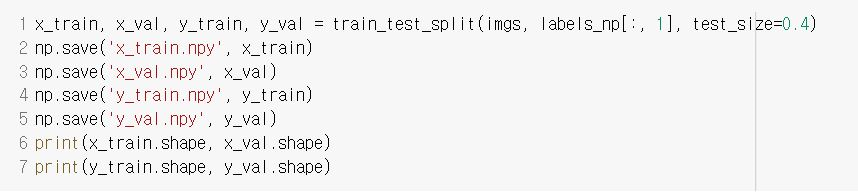 1 x_train, x_val, y_train, y_val = train_test_split(imgs, labels_np[:, 1], test_size=0.4)
2 np.save('x_train.npy', x_train)
3 np.save('x_val.npy', x_val)
4 np.save('y_train.npy', y_train)
5 np.save('y_val.npy', y_val)
6 print(x_train.shape, x_val.shape)
7 print(y_train.shape, y_val.shape)